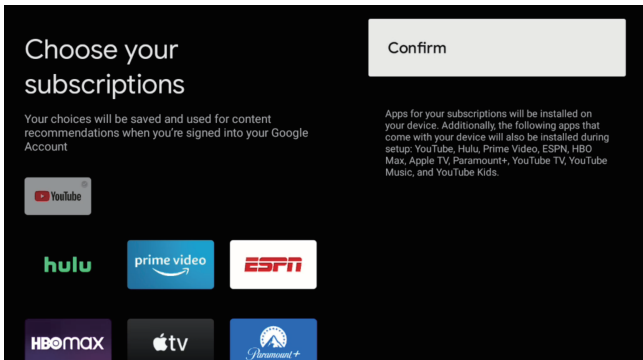 Choose your
subscriptions
Your choices will be saved and used for content
recommendations when you're signed into your Google
Account
YouTube
hulu
prime video
ESPN
HBOmax
tv
Paramount+
Confirm
Apps for your subscriptions will be installed on
your device. Additionally, the following apps that
come with your device will also be installed during
setup: YouTube, Hulu, Prime Video, ESPN, HBO
Max, Apple TV, Paramount+, YouTube TV, YouTube
Music, and YouTube Kids.